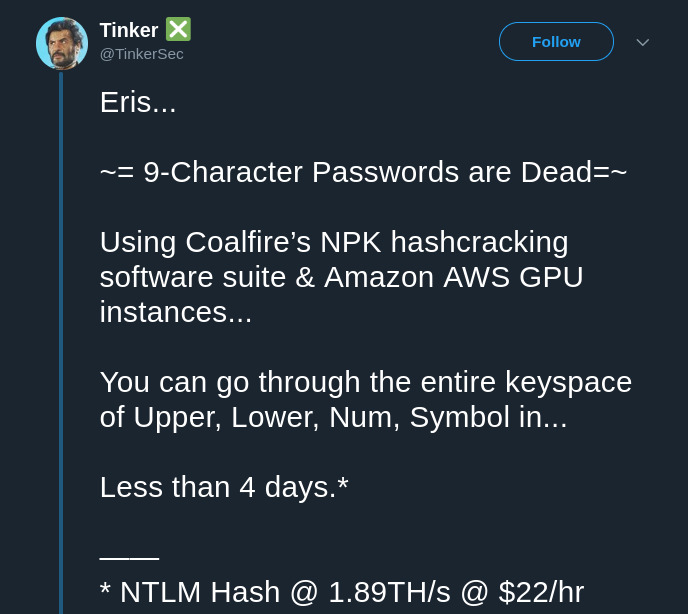 Tinker ❎
@TinkerSec
Follow
Eris...
~= 9-Character Passwords are Dead=~
Using Coalfire’s NPK hashcracking
software suite & Amazon AWS GPU
instances...
You can go through the entire keyspace
of Upper, Lower, Num, Symbol in...
Less than 4 days.*
——
* NTLM Hash @ 1.89TH/s @ $22/hr